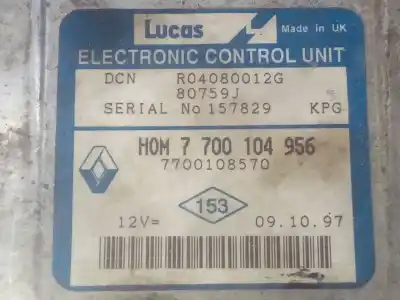 Lucas
Made in UK
ELECTRONIC CONTROL UNIT
DCN R04080012G
80759J
SERIAL No 157829 KPG
HOM 7 700 104 956
7700108570
153
12V= 09.10.97